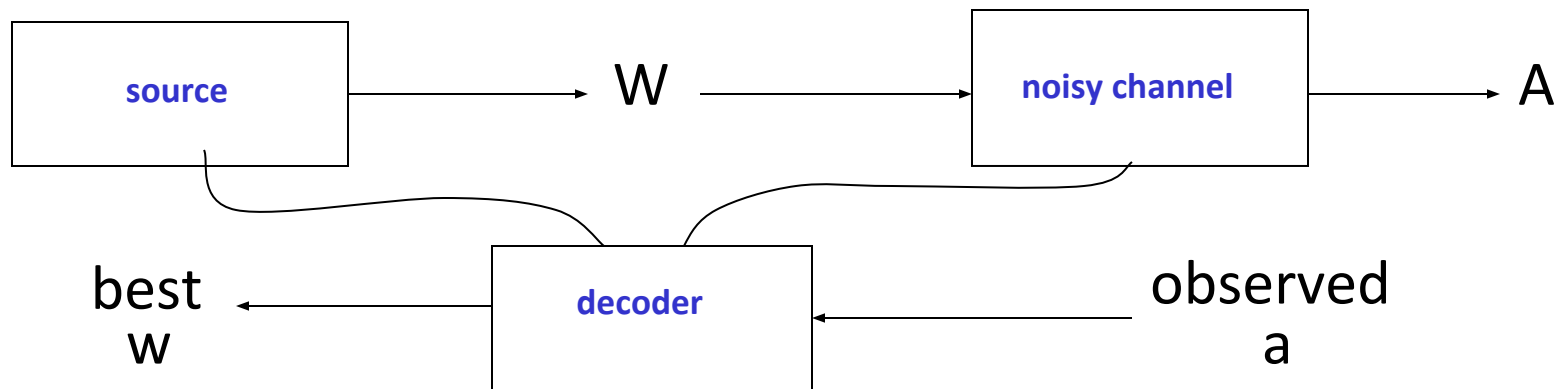 source
W
noisy channel
A
best
w
decoder
observed
a